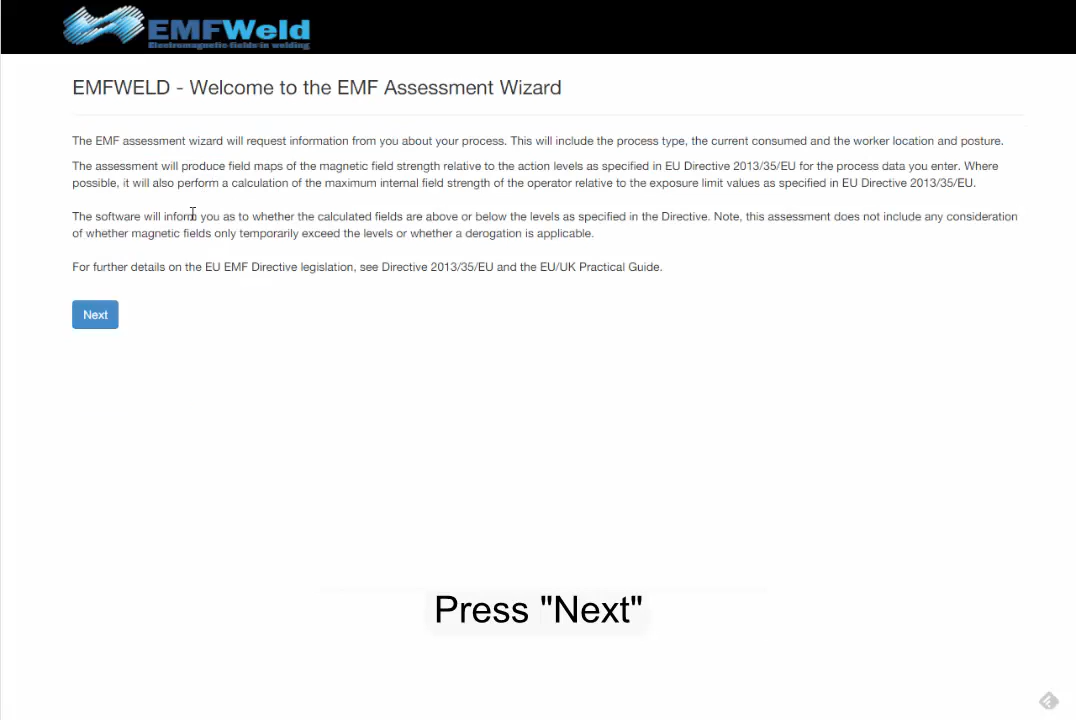 EMFWeld
Electromagnetic fields in welding
EMFWELD - Welcome to the EMF Assessment Wizard
The EMF assessment wizard will request information from you about your process. This will include the process type, the current consumed and the worker location and posture.
The assessment will produce field maps of the magnetic field strength relative to the action levels as specified in EU Directive 2013/35/EU for the process data you enter. Where
possible, it will also perform a calculation of the maximum internal field strength of the operator relative to the exposure limit values as specified in EU Directive 2013/35/EU.
The software will inform you as to whether the calculated fields are above or below the levels as specified in the Directive. Note, this assessment does not include any consideration
of whether magnetic fields only temporarily exceed the levels or whether a derogation is applicable.
For further details on the EU EMF Directive legislation, see Directive 2013/35/EU and the EU/UK Practical Guide.
Next
Press "Next"